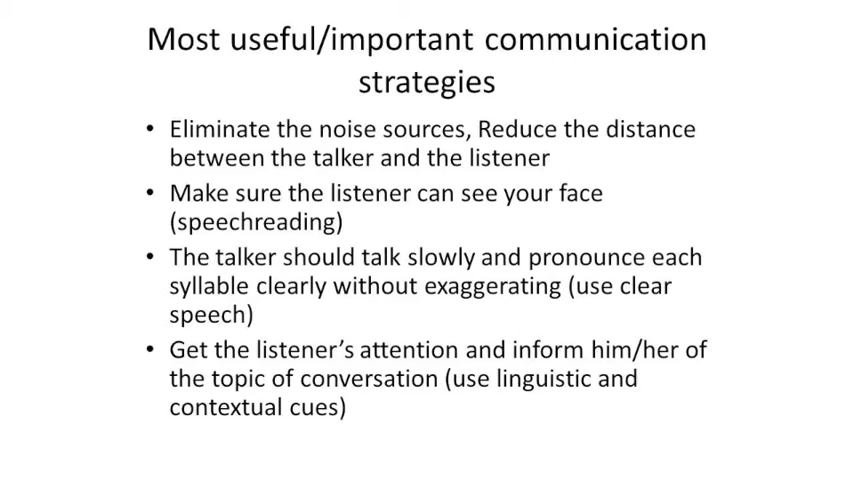 Most useful/important communication
strategies
• Eliminate the noise sources, Reduce the distance
between the talker and the listener
• Make sure the listener can see your face
(speechreading)
• The talker should talk slowly and pronounce each
syllable clearly without exaggerating (use clear
speech)
• Get the listener’s attention and inform him/her of
the topic of conversation (use linguistic and
contextual cues)